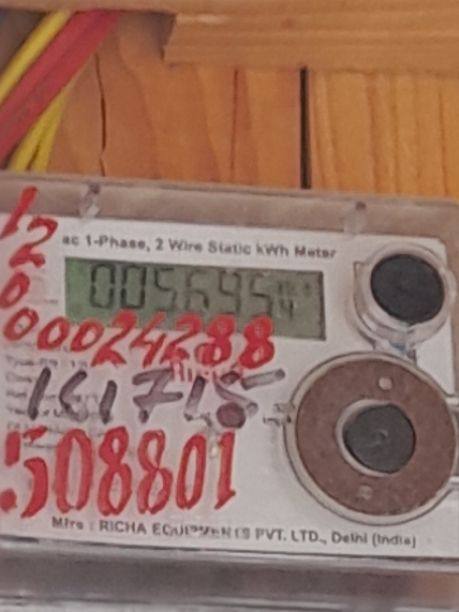 ac 1-Phase, 2 Wire Static kWh Meter
005695
120
00024288
161715
508801
Mfrs : RICHA EQUIPMENTS PVT. LTD., Delhi (India)